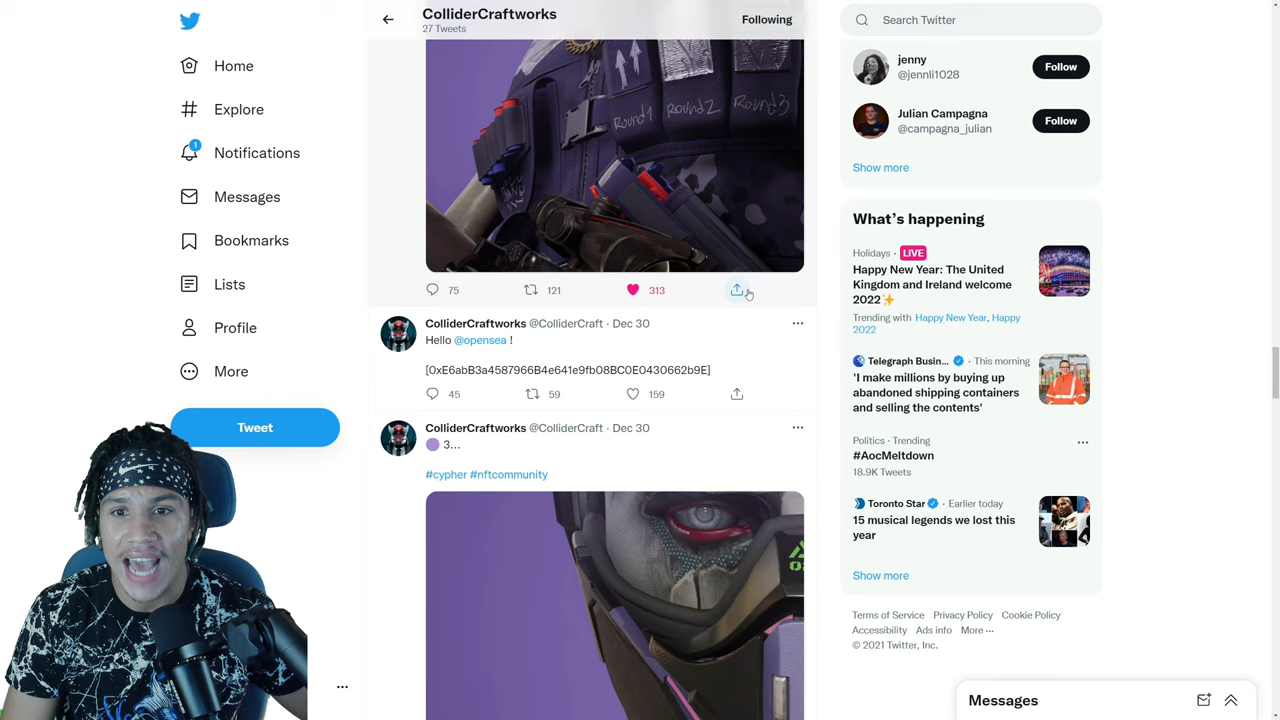 Home
Explore
1
Notifications
Messages
Bookmarks
Lists
Profile
More
Tweet
ColliderCraftworks
27 Tweets
Following
Round1 Round2 Round3
75 121 313
ColliderCraftworks @ColliderCraft · Dec 30
Hello @opensea !
[0xE6abB3a4587966B4e641e9fb08BC0E0430662b9E]
45 59 159
ColliderCraftworks @ColliderCraft · Dec 30
3...
#cypher #nftcommunity
Search Twitter
jenny
@jennli1028
Follow
Julian Campagna
@campagna_julian
Follow
Show more
What's happening
Holidays · LIVE
Happy New Year: The United
Kingdom and Ireland welcome
2022✨
Trending with Happy New Year, Happy
2022
Telegraph Busin... · This morning
'I make millions by buying up
abandoned shipping containers
and selling the contents'
Politics · Trending
#AocMeltdown
18.9K Tweets
Toronto Star · Earlier today
15 musical legends we lost this
year
Show more
Terms of Service Privacy Policy Cookie Policy
Accessibility Ads info More ···
© 2021 Twitter, Inc.
Messages